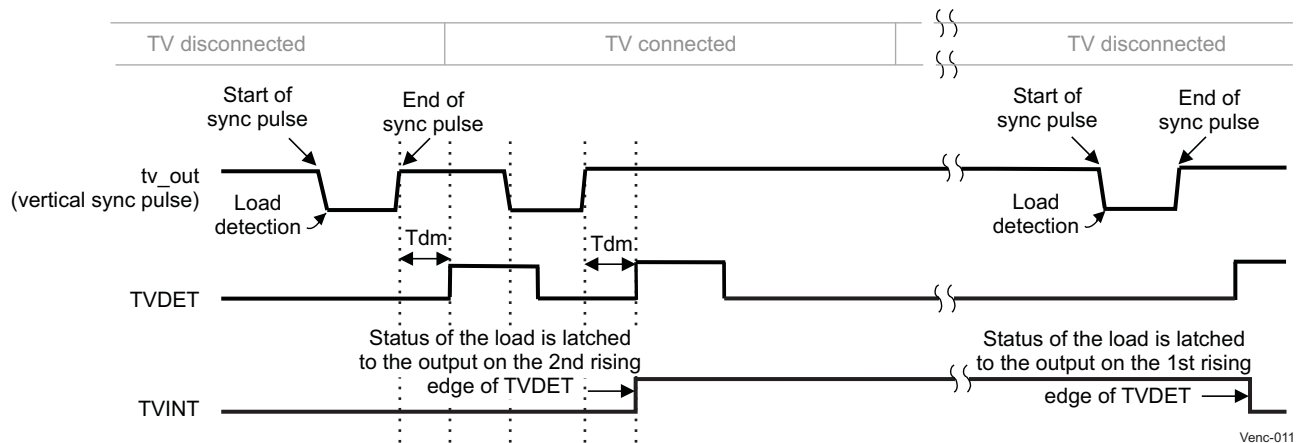 TV disconnected
TV connected
TV disconnected
Start of
sync pulse
End of
sync pulse
Start of
sync pulse
End of
sync pulse
tv_out
(vertical sync pulse)
Load
detection
Load
detection
Tdm
Tdm
TVDET
Status of the load is latched
to the output on the 2nd rising
edge of TVDET
Status of the load is latched
to the output on the 1st rising
edge of TVDET
TVINT
Venc-011